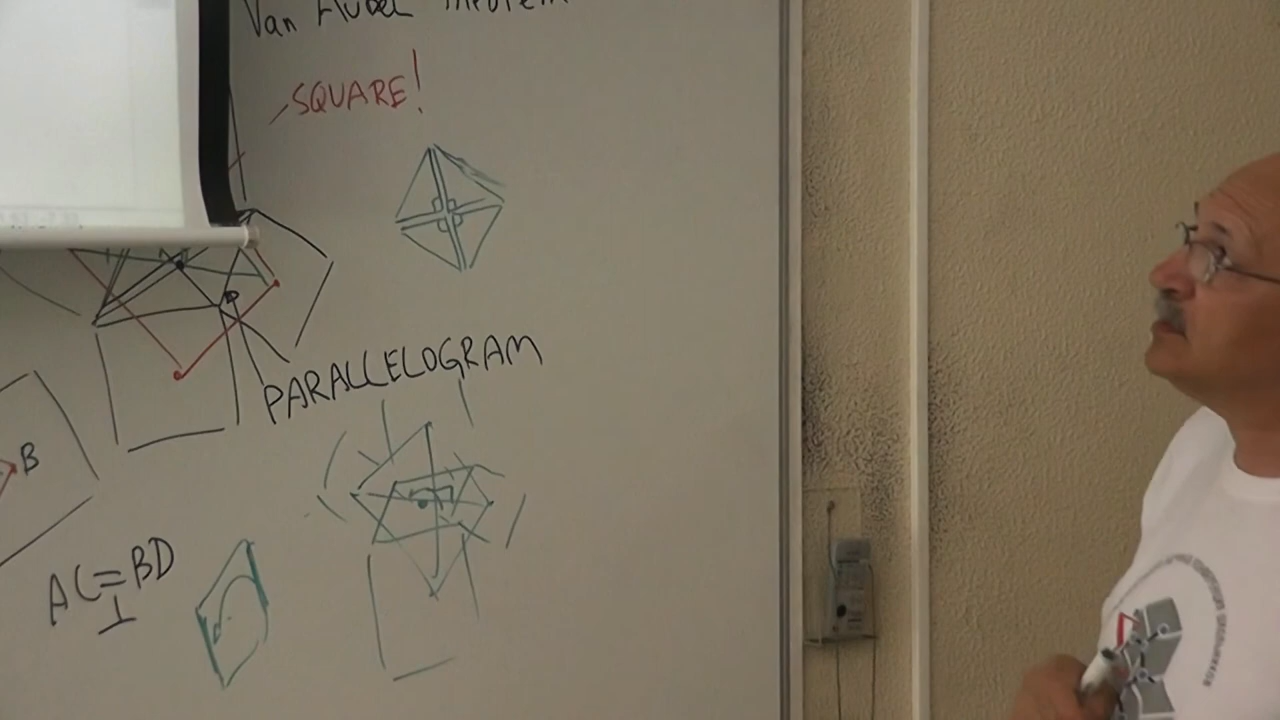 Van Aubel Theorem
SQUARE!
PARALLELOGRAM
B
AC=BD
⊥